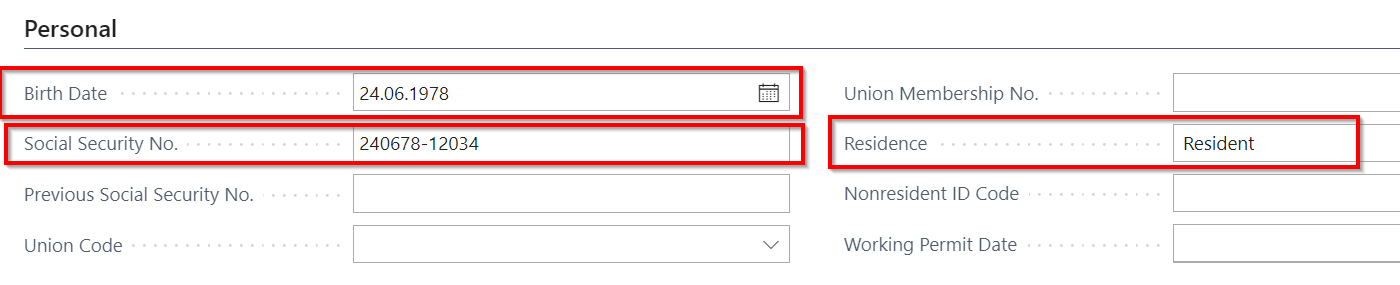 Personal
Birth Date 24.06.1978
Union Membership No.
Social Security No. 240678-12034
Residence Resident
Previous Social Security No.
Nonresident ID Code
Union Code
Working Permit Date